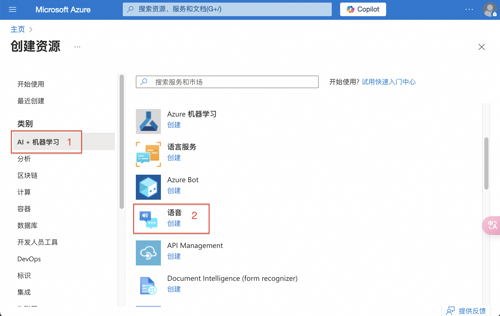 Microsoft Azure
搜索资源、服务和文档(G+/)
Copilot
主页
创建资源
搜索服务和市场
开始使用? 试用快速入门中心
开始使用
最近创建
类别
AI + 机器学习 1
分析
区块链
计算
容器
数据库
开发人员工具
DevOps
标识
集成
Azure 机器学习
创建
语言服务
创建
Azure Bot
创建
语音 2
创建
API Management
创建
Document Intelligence (form recognizer)
创建
提供反馈